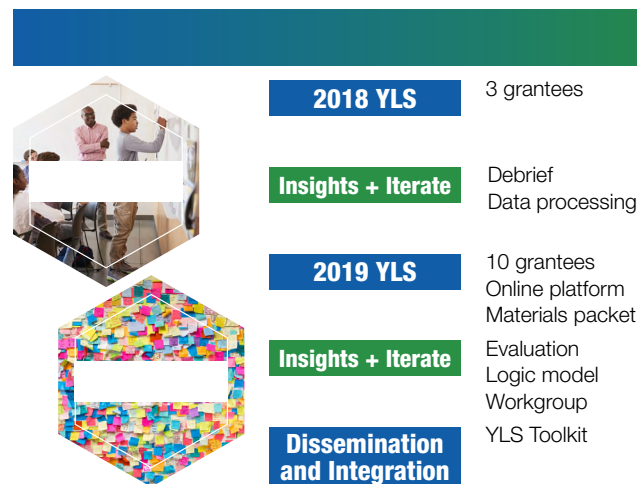 2018 YLS
3 grantees
Insights + Iterate
Debrief
Data processing
2019 YLS
10 grantees
Online platform
Materials packet
Insights + Iterate
Evaluation
Logic model
Workgroup
Dissemination
and Integration
YLS Toolkit